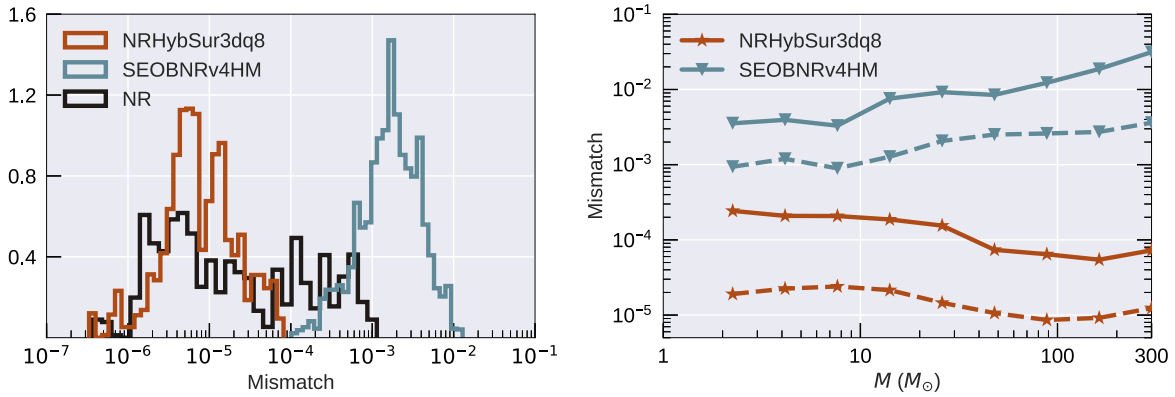 1.6
1.2
0.8
0.4
NRHybSur3dq8
SEOBNRv4HM
NR
10⁻⁷ 10⁻⁶ 10⁻⁵ 10⁻⁴ 10⁻³ 10⁻² 10⁻¹
Mismatch
Mismatch
10⁻¹
10⁻²
10⁻³
10⁻⁴
10⁻⁵
NRHybSur3dq8
SEOBNRv4HM
1 10 100 300
M (M☉)